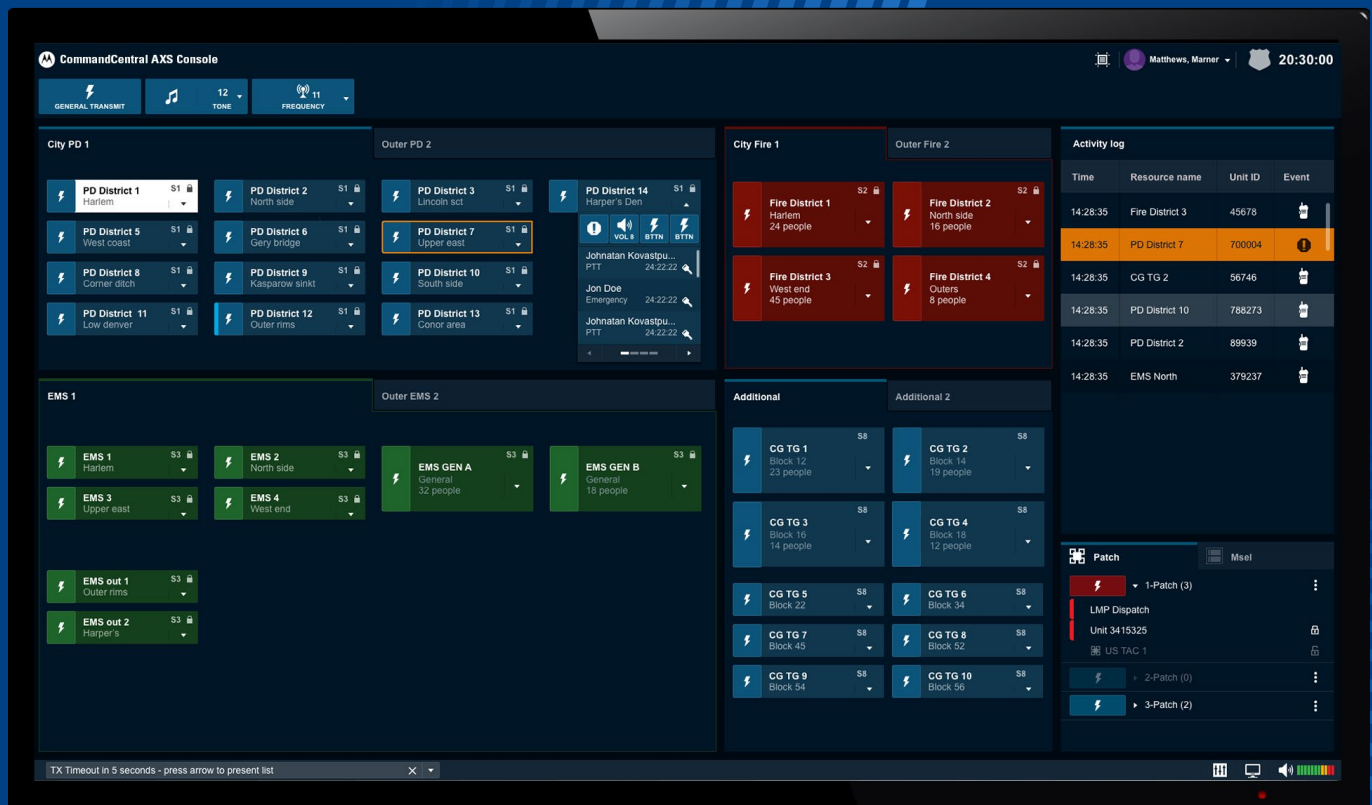 CommandCentral AXS Console
Matthews, Marner
20:30:00
GENERAL TRANSMIT
12
TONE
11
FREQUENCY
City PD 1
Outer PD 2
PD District 1 S1
Harlem
PD District 2 S1
North side
PD District 3 S1
Lincoln sct
PD District 14 S1
Harper's Den
VOL 8 BTTN BTTN
Johnatan Kovastpu...
PTT 24:22:22
Jon Doe
Emergency 24:22:22
Johnatan Kovastpu...
PTT 24:22:22
PD District 5 S1
West coast
PD District 6 S1
Gery bridge
PD District 7 S1
Upper east
PD District 8 S1
Corner ditch
PD District 9 S1
Kasparow sinkt
PD District 10 S1
South side
PD District 11 S1
Low denver
PD District 12 S1
Outer rims
PD District 13 S1
Conor area
City Fire 1
Outer Fire 2
S2
Fire District 1
Harlem
24 people
S2
Fire District 2
North side
16 people
S2
Fire District 3
West end
45 people
S2
Fire District 4
Outers
8 people
Activity log
Time Resource name Unit ID Event
14:28:35 Fire District 3 45678
14:28:35 PD District 7 700004
14:28:35 CG TG 2 56746
14:28:35 PD District 10 788273
14:28:35 PD District 2 89939
14:28:35 EMS North 379237
EMS 1
Outer EMS 2
EMS 1 S3
Harlem
EMS 2 S3
North side
S3
EMS GEN A
General
32 people
S3
EMS GEN B
General
18 people
EMS 3 S3
Upper east
EMS 4 S3
West end
EMS out 1 S3
Outer rims
EMS out 2 S3
Harper's
Additional
Additional 2
S8
CG TG 1
Block 12
23 people
S8
CG TG 2
Block 14
19 people
S8
CG TG 3
Block 16
14 people
S8
CG TG 4
Block 18
12 people
CG TG 5 S8
Block 22
CG TG 6 S8
Block 34
CG TG 7 S8
Block 45
CG TG 8 S8
Block 52
CG TG 9 S8
Block 54
CG TG 10 S8
Block 56
Patch
Msel
1-Patch (3)
LMP Dispatch
Unit 3415325
US TAC 1
2-Patch (0)
3-Patch (2)
TX Timeout in 5 seconds - press arrow to present list